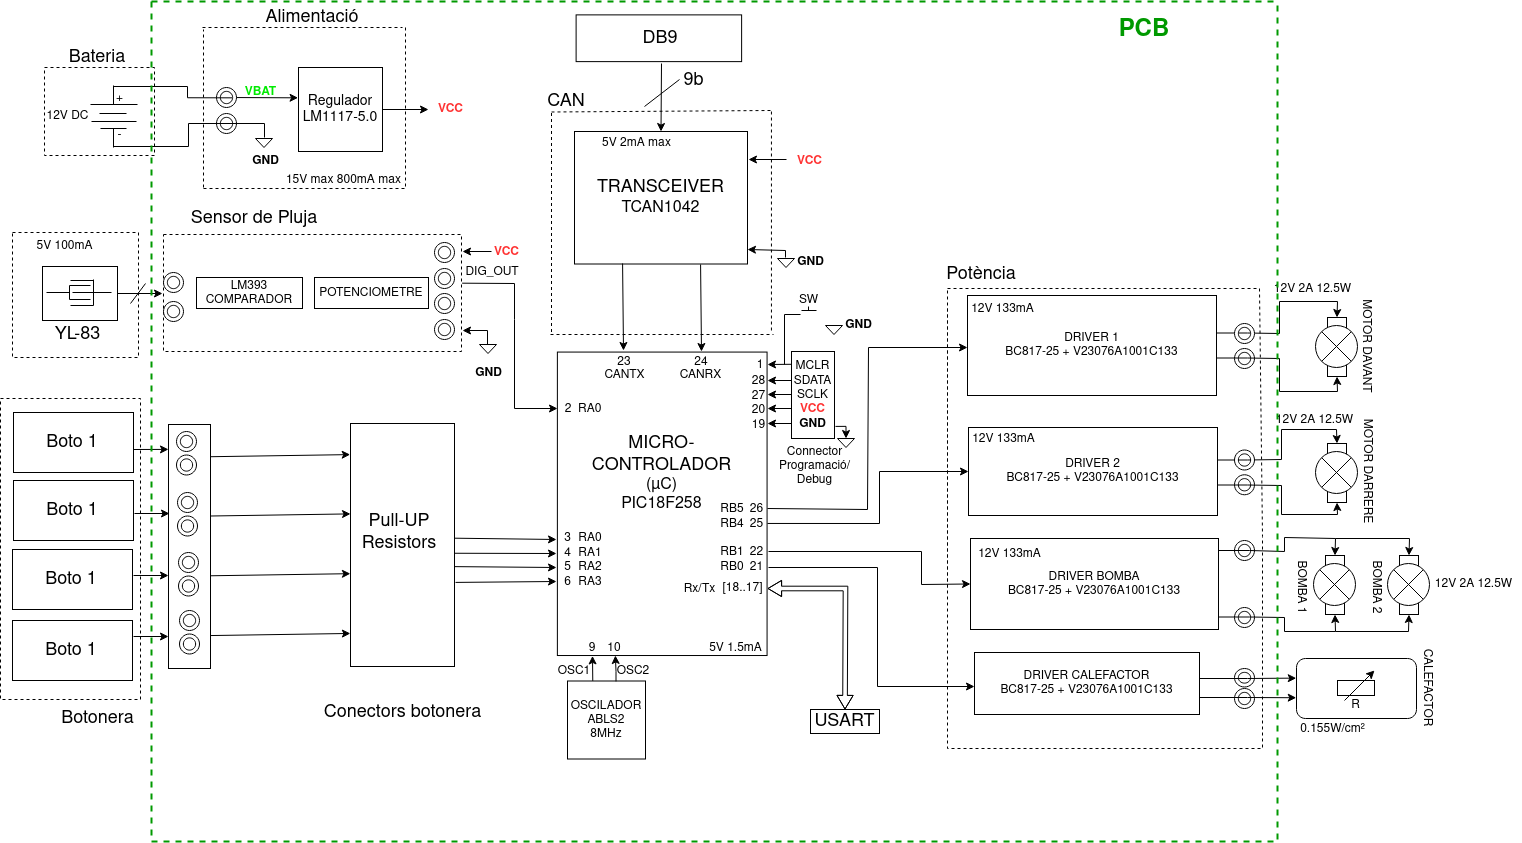 PCB
Alimentació
Bateria
12V DC
+
-
VBAT
GND
Regulador
LM1117-5.0
VCC
15V max 800mA max
DB9
9b
CAN
5V 2mA max
TRANSCEIVER
TCAN1042
VCC
GND
Sensor de Pluja
5V 100mA
YL-83
LM393
COMPARADOR
POTENCIOMETRE
VCC
DIG_OUT
GND
Boto 1
Boto 1
Boto 1
Boto 1
Botonera
Pull-UP
Resistors
Conectors botonera
23
CANTX
24
CANRX
2 RA0
MICRO-
CONTROLADOR
(µC)
PIC18F258
3 RA0
4 RA1
5 RA2
6 RA3
1
28
27
20
19
RB5 26
RB4 25
RB1 22
RB0 21
Rx/Tx [18..17]
9 10
5V 1.5mA
OSC1
OSC2
OSCILADOR
ABLS2
8MHz
SW
GND
MCLR
SDATA
SCLK
VCC
GND
Connector
Programació/
Debug
USART
Potència
12V 133mA
DRIVER 1
BC817-25 + V23076A1001C133
12V 133mA
DRIVER 2
BC817-25 + V23076A1001C133
12V 133mA
DRIVER BOMBA
BC817-25 + V23076A1001C133
DRIVER CALEFACTOR
BC817-25 + V23076A1001C133
12V 2A 12.5W
MOTOR DAVANT
12V 2A 12.5W
MOTOR DARRERE
BOMBA 1
BOMBA 2
12V 2A 12.5W
CALEFACTOR
R
0.155W/cm²